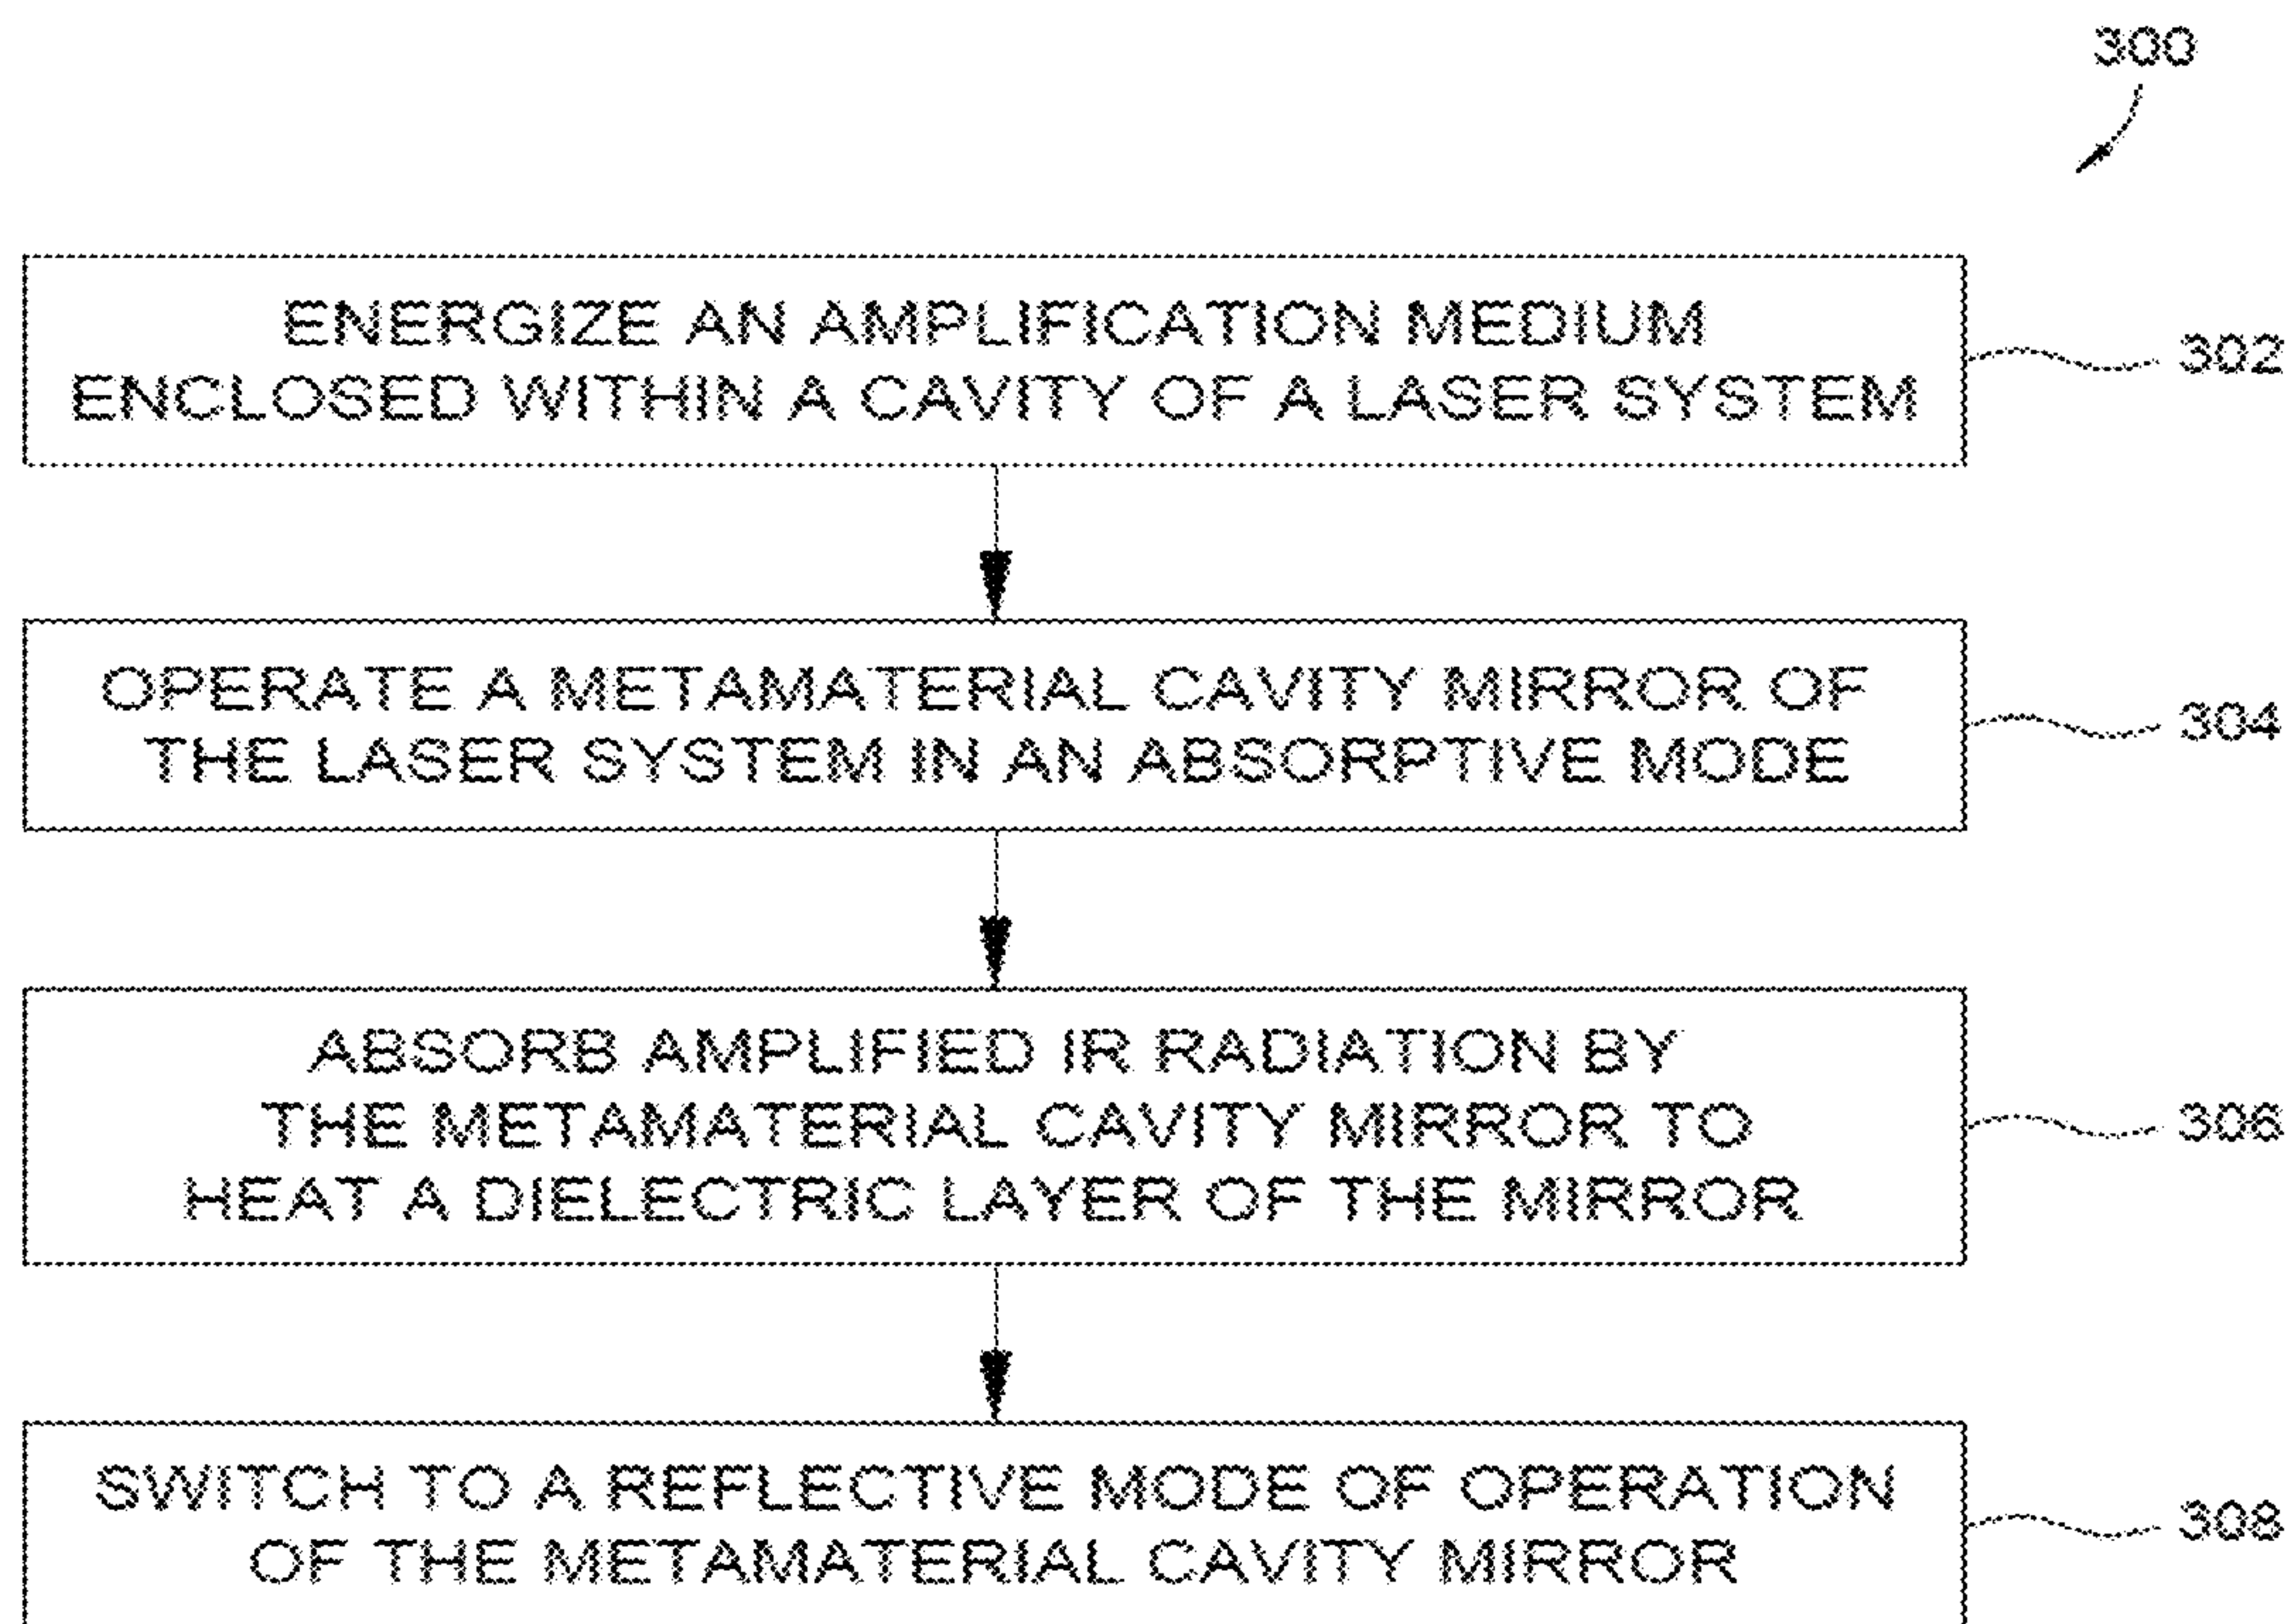 300
ENERGIZE AN AMPLIFICATION MEDIUM
ENCLOSED WITHIN A CAVITY OF A LASER SYSTEM
302
OPERATE A METAMATERIAL CAVITY MIRROR OF
THE LASER SYSTEM IN AN ABSORPTIVE MODE
304
ABSORB AMPLIFIED IR RADIATION BY
THE METAMATERIAL CAVITY MIRROR TO
HEAT A DIELECTRIC LAYER OF THE MIRROR
306
SWITCH TO A REFLECTIVE MODE OF OPERATION
OF THE METAMATERIAL CAVITY MIRROR
308